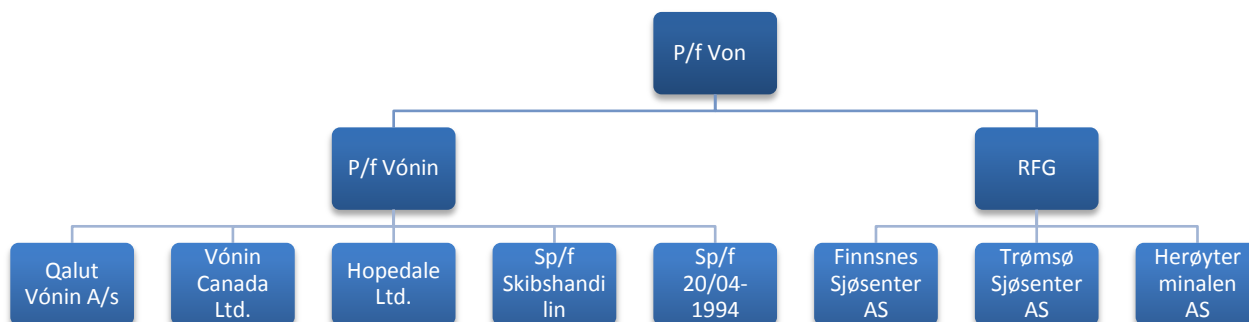 P/f Von
P/f Vónin
RFG
Qalut
Vónin A/s
Vónin
Canada
Ltd.
Hopedale
Ltd.
Sp/f
Skibshandi
lin
Sp/f
20/04-
1994
Finnsnes
Sjøsenter
AS
Trømsø
Sjøsenter
AS
Herøyter
minalen
AS